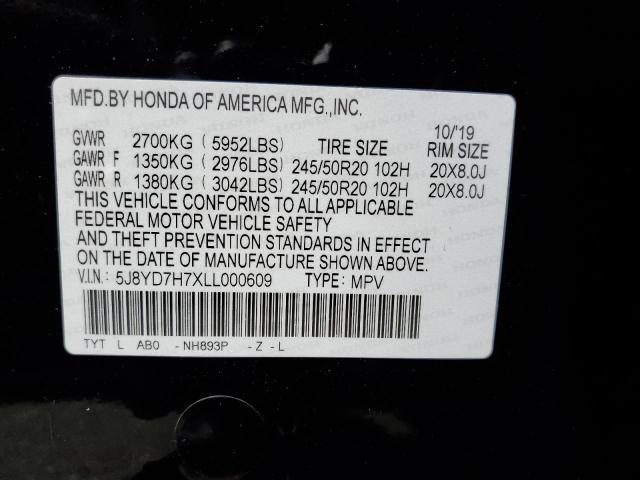 MFD.BY HONDA OF AMERICA MFG.,INC.
10/'19
GVWR 2700KG ( 5952LBS) TIRE SIZE RIM SIZE
GAWR F 1350KG ( 2976LBS) 245/50R20 102H 20X8.0J
GAWR R 1380KG ( 3042LBS) 245/50R20 102H 20X8.0J
THIS VEHICLE CONFORMS TO ALL APPLICABLE
FEDERAL MOTOR VEHICLE SAFETY
AND THEFT PREVENTION STANDARDS IN EFFECT
ON THE DATE OF MANUFACTURE SHOWN ABOVE.
V.I.N: 5J8YD7H7XLL000609 TYPE: MPV
TYT L AB0 -NH893P -Z-L